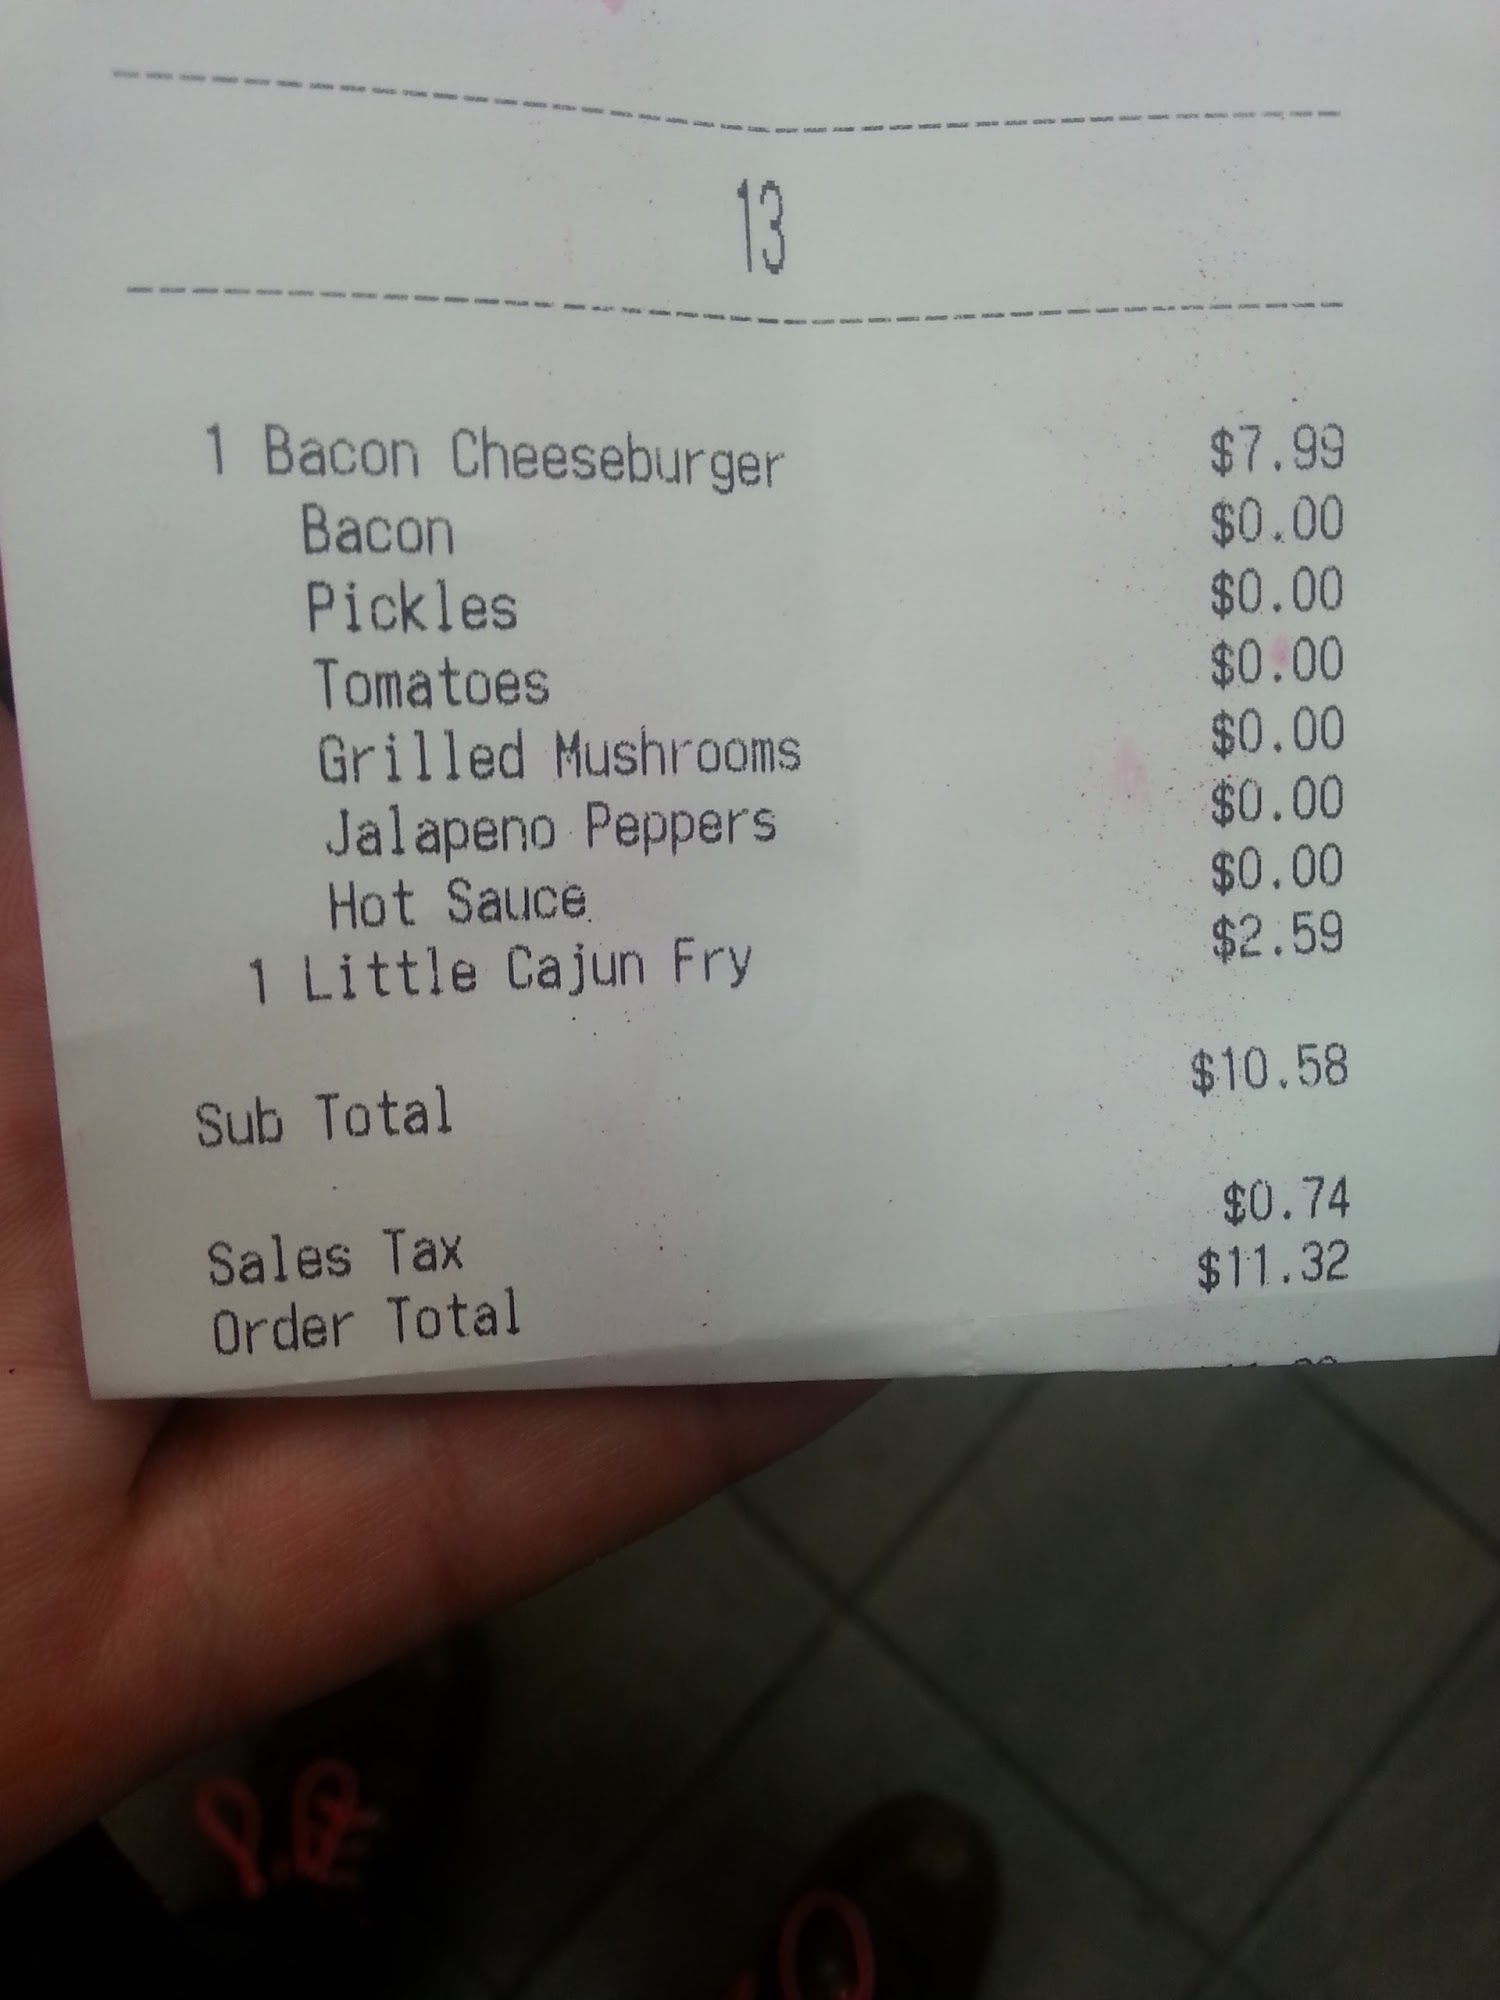 13
1 Bacon Cheeseburger $7.99
Bacon $0.00
Pickles $0.00
Tomatoes $0.00
Grilled Mushrooms $0.00
Jalapeno Peppers $0.00
Hot Sauce $0.00
1 Little Cajun Fry $2.59
Sub Total $10.58
Sales Tax $0.74
Order Total $11.32